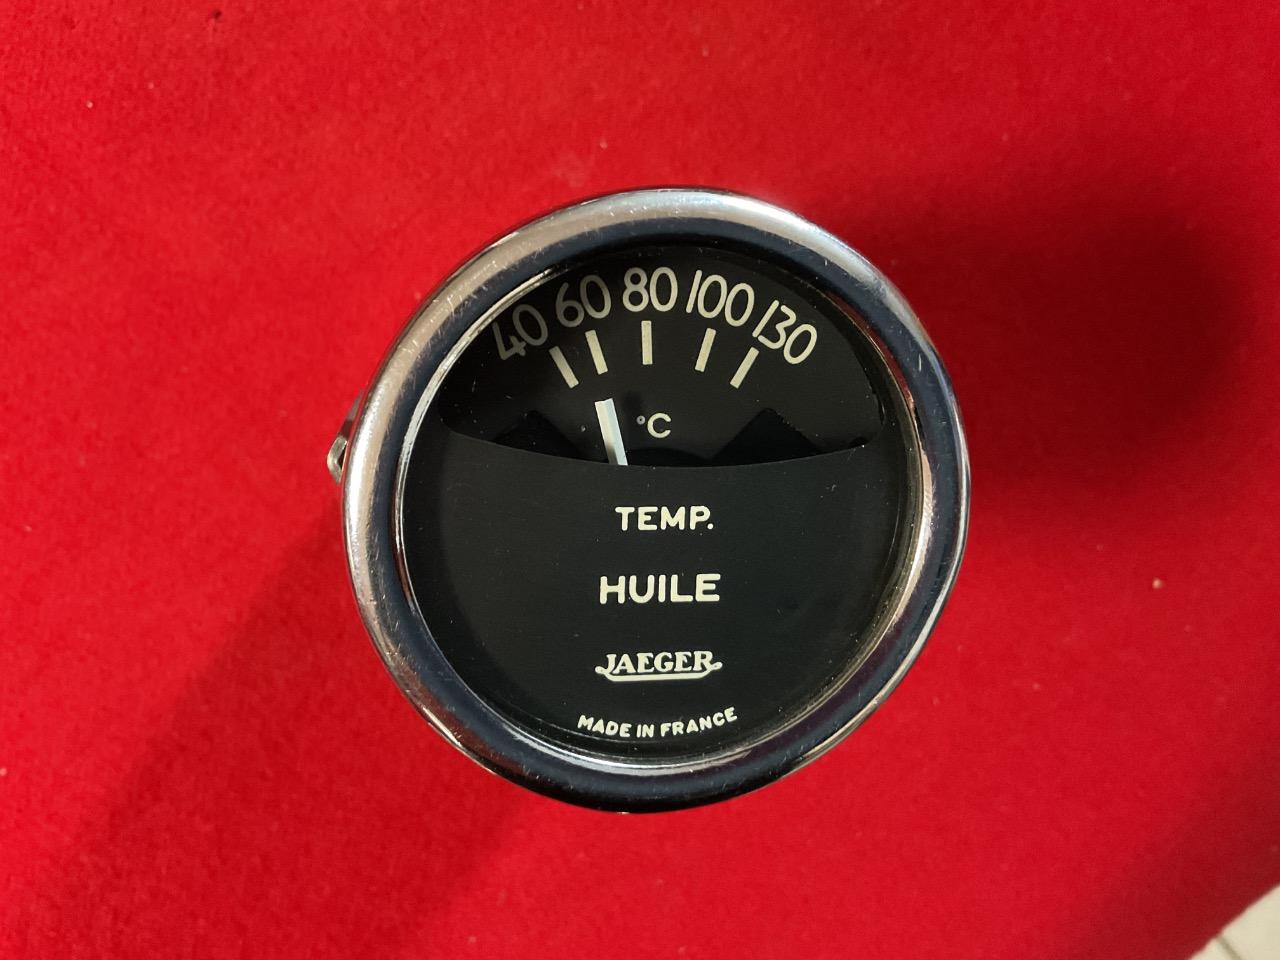 40 60 80 100 130
°C
TEMP.
HUILE
JAEGER
MADE IN FRANCE